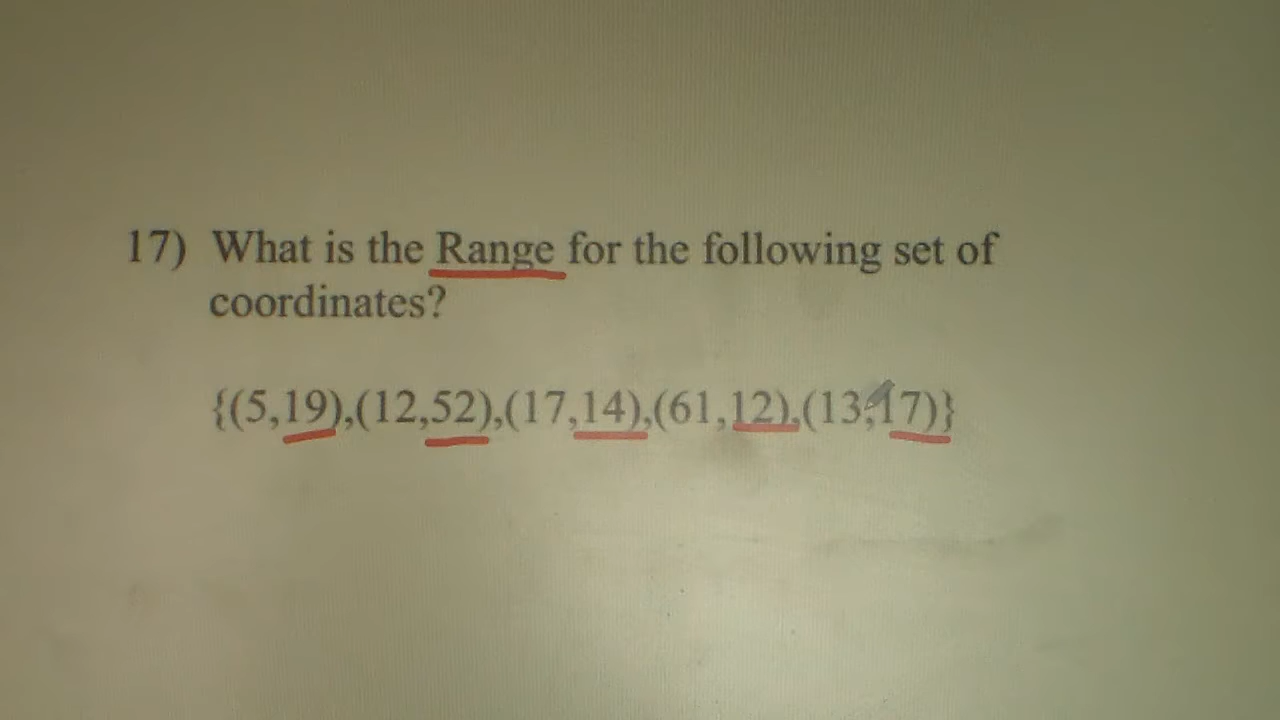 17) What is the Range for the following set of
coordinates?
{(5,19),(12,52),(17,14),(61,12),(13,17)}